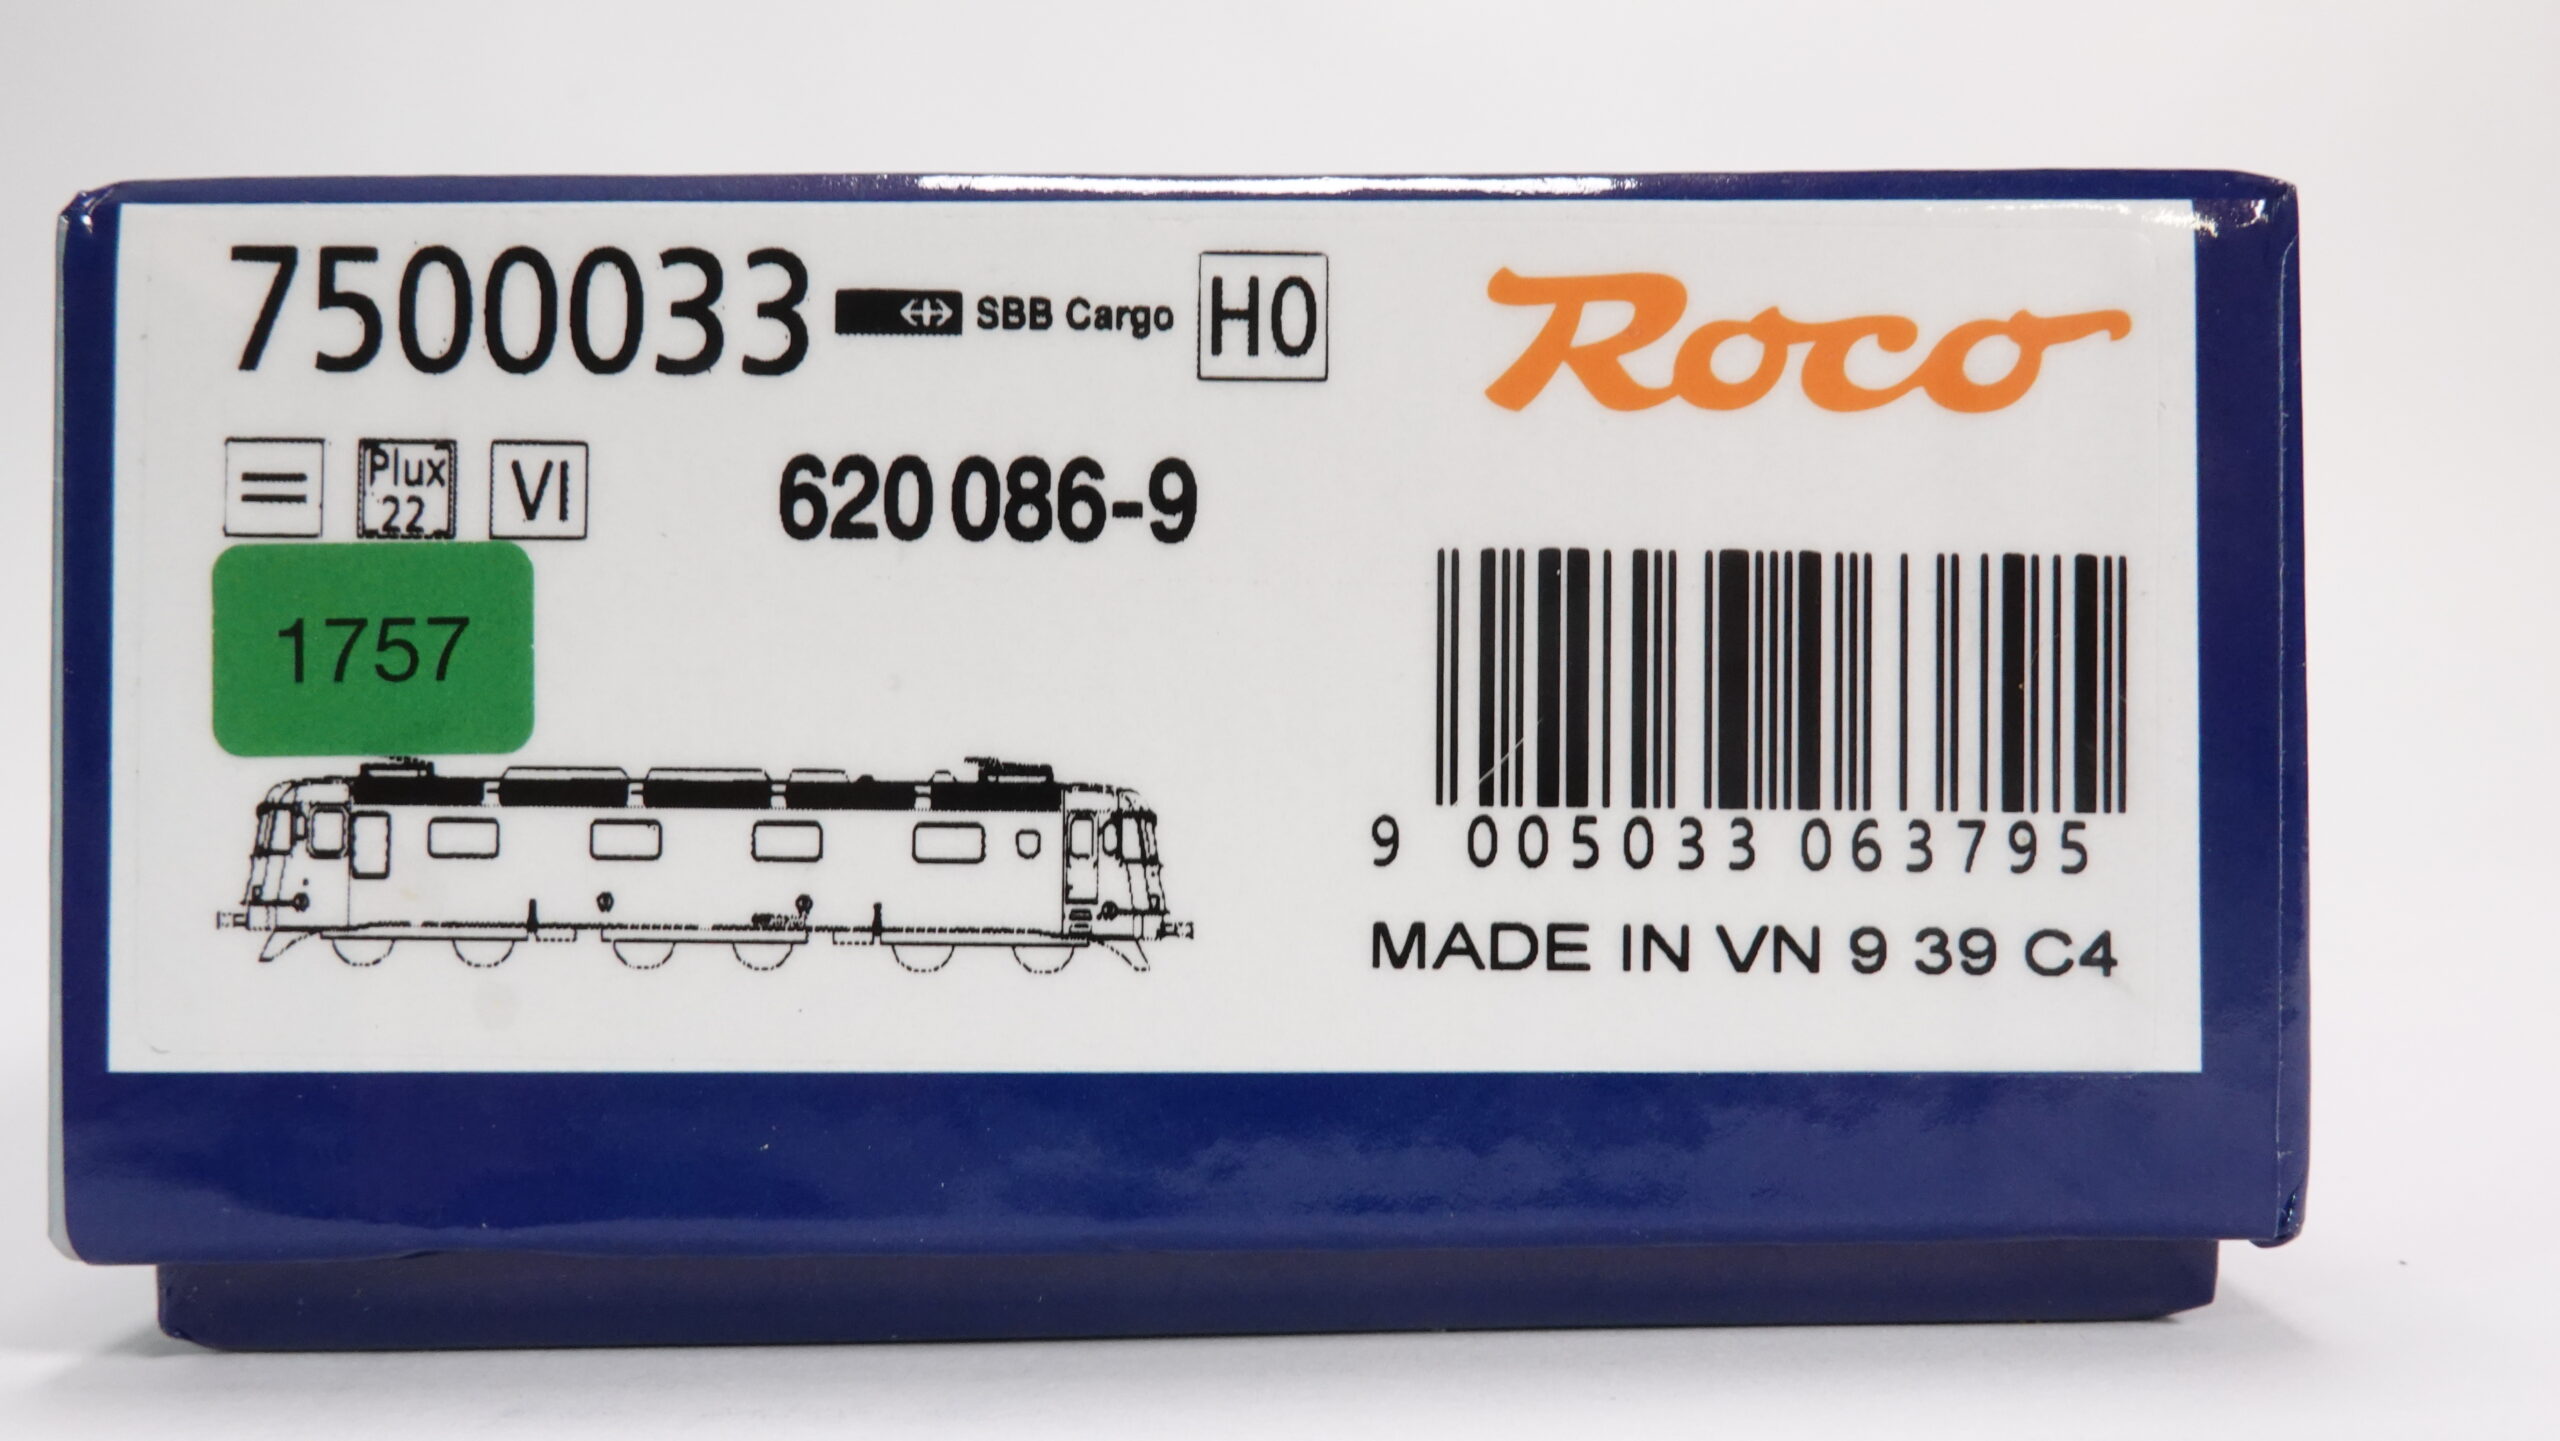 7500033 SBB Cargo H0
Roco
= Plux 22 VI 620 086-9
1757
9 005033 063795
MADE IN VN 9 39 C4